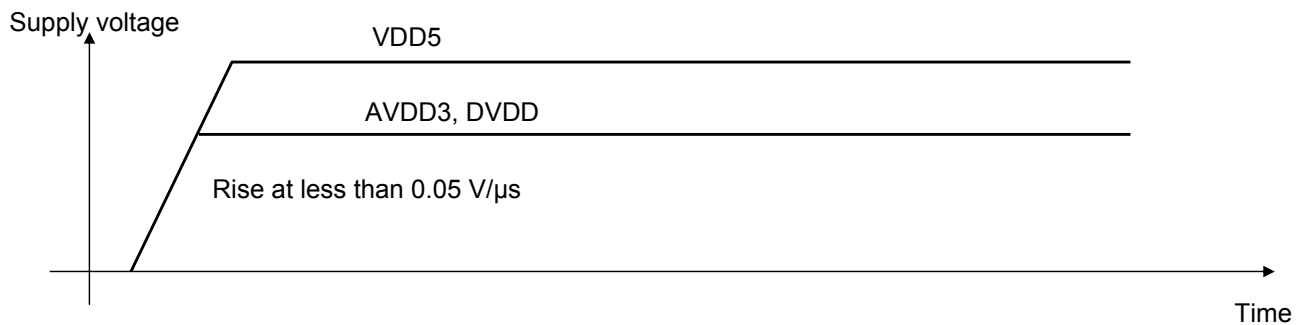 Supply voltage
VDD5
AVDD3, DVDD
Rise at less than 0.05 V/µs
Time